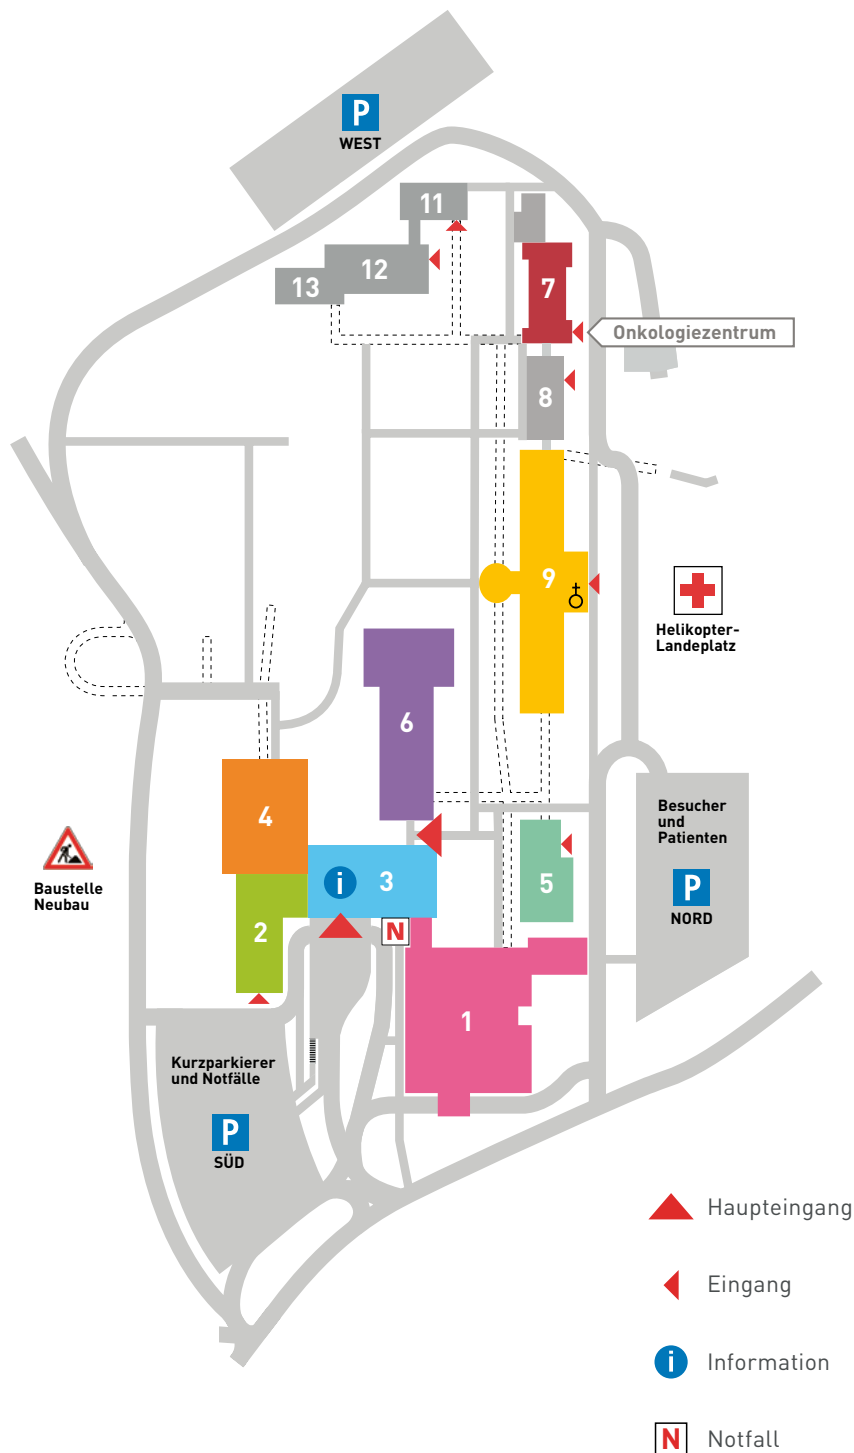 P
WEST
11
12
13
7
Onkologiezentrum
8
9
Helikopter-
Landeplatz
6
4
Besucher
und
Patienten
P
NORD
Baustelle
Neubau
i
3
5
2
N
1
Kurzparkierer
und Notfälle
P
SÜD
Haupteingang
Eingang
i
Information
N
Notfall